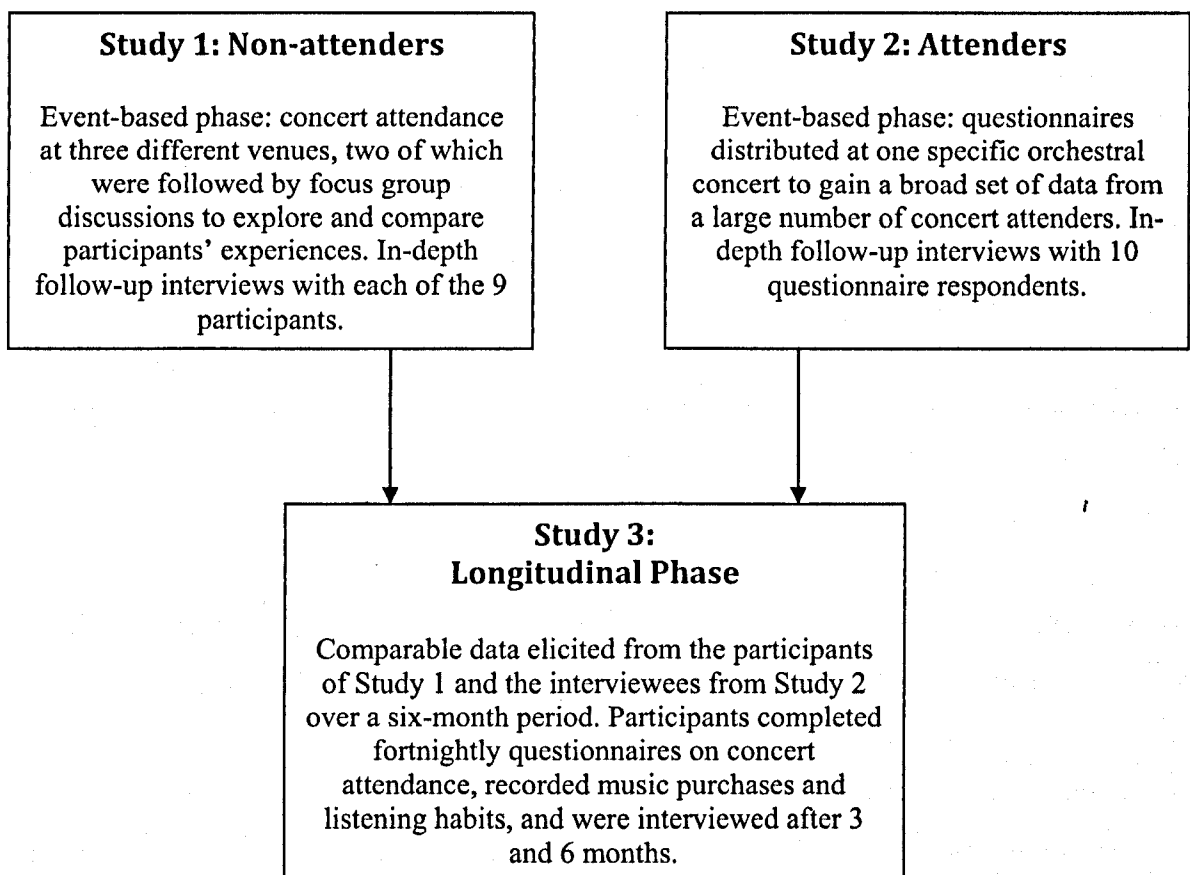 Study 1: Non-attenders
Event-based phase: concert attendance
at three different venues, two of which
were followed by focus group
discussions to explore and compare
participants’ experiences. In-depth
follow-up interviews with each of the 9
participants.
Study 2: Attenders
Event-based phase: questionnaires
distributed at one specific orchestral
concert to gain a broad set of data from
a large number of concert attenders. In-
depth follow-up interviews with 10
questionnaire respondents.
Study 3:
Longitudinal Phase
Comparable data elicited from the participants
of Study 1 and the interviewees from Study 2
over a six-month period. Participants completed
fortnightly questionnaires on concert
attendance, recorded music purchases and
listening habits, and were interviewed after 3
and 6 months.